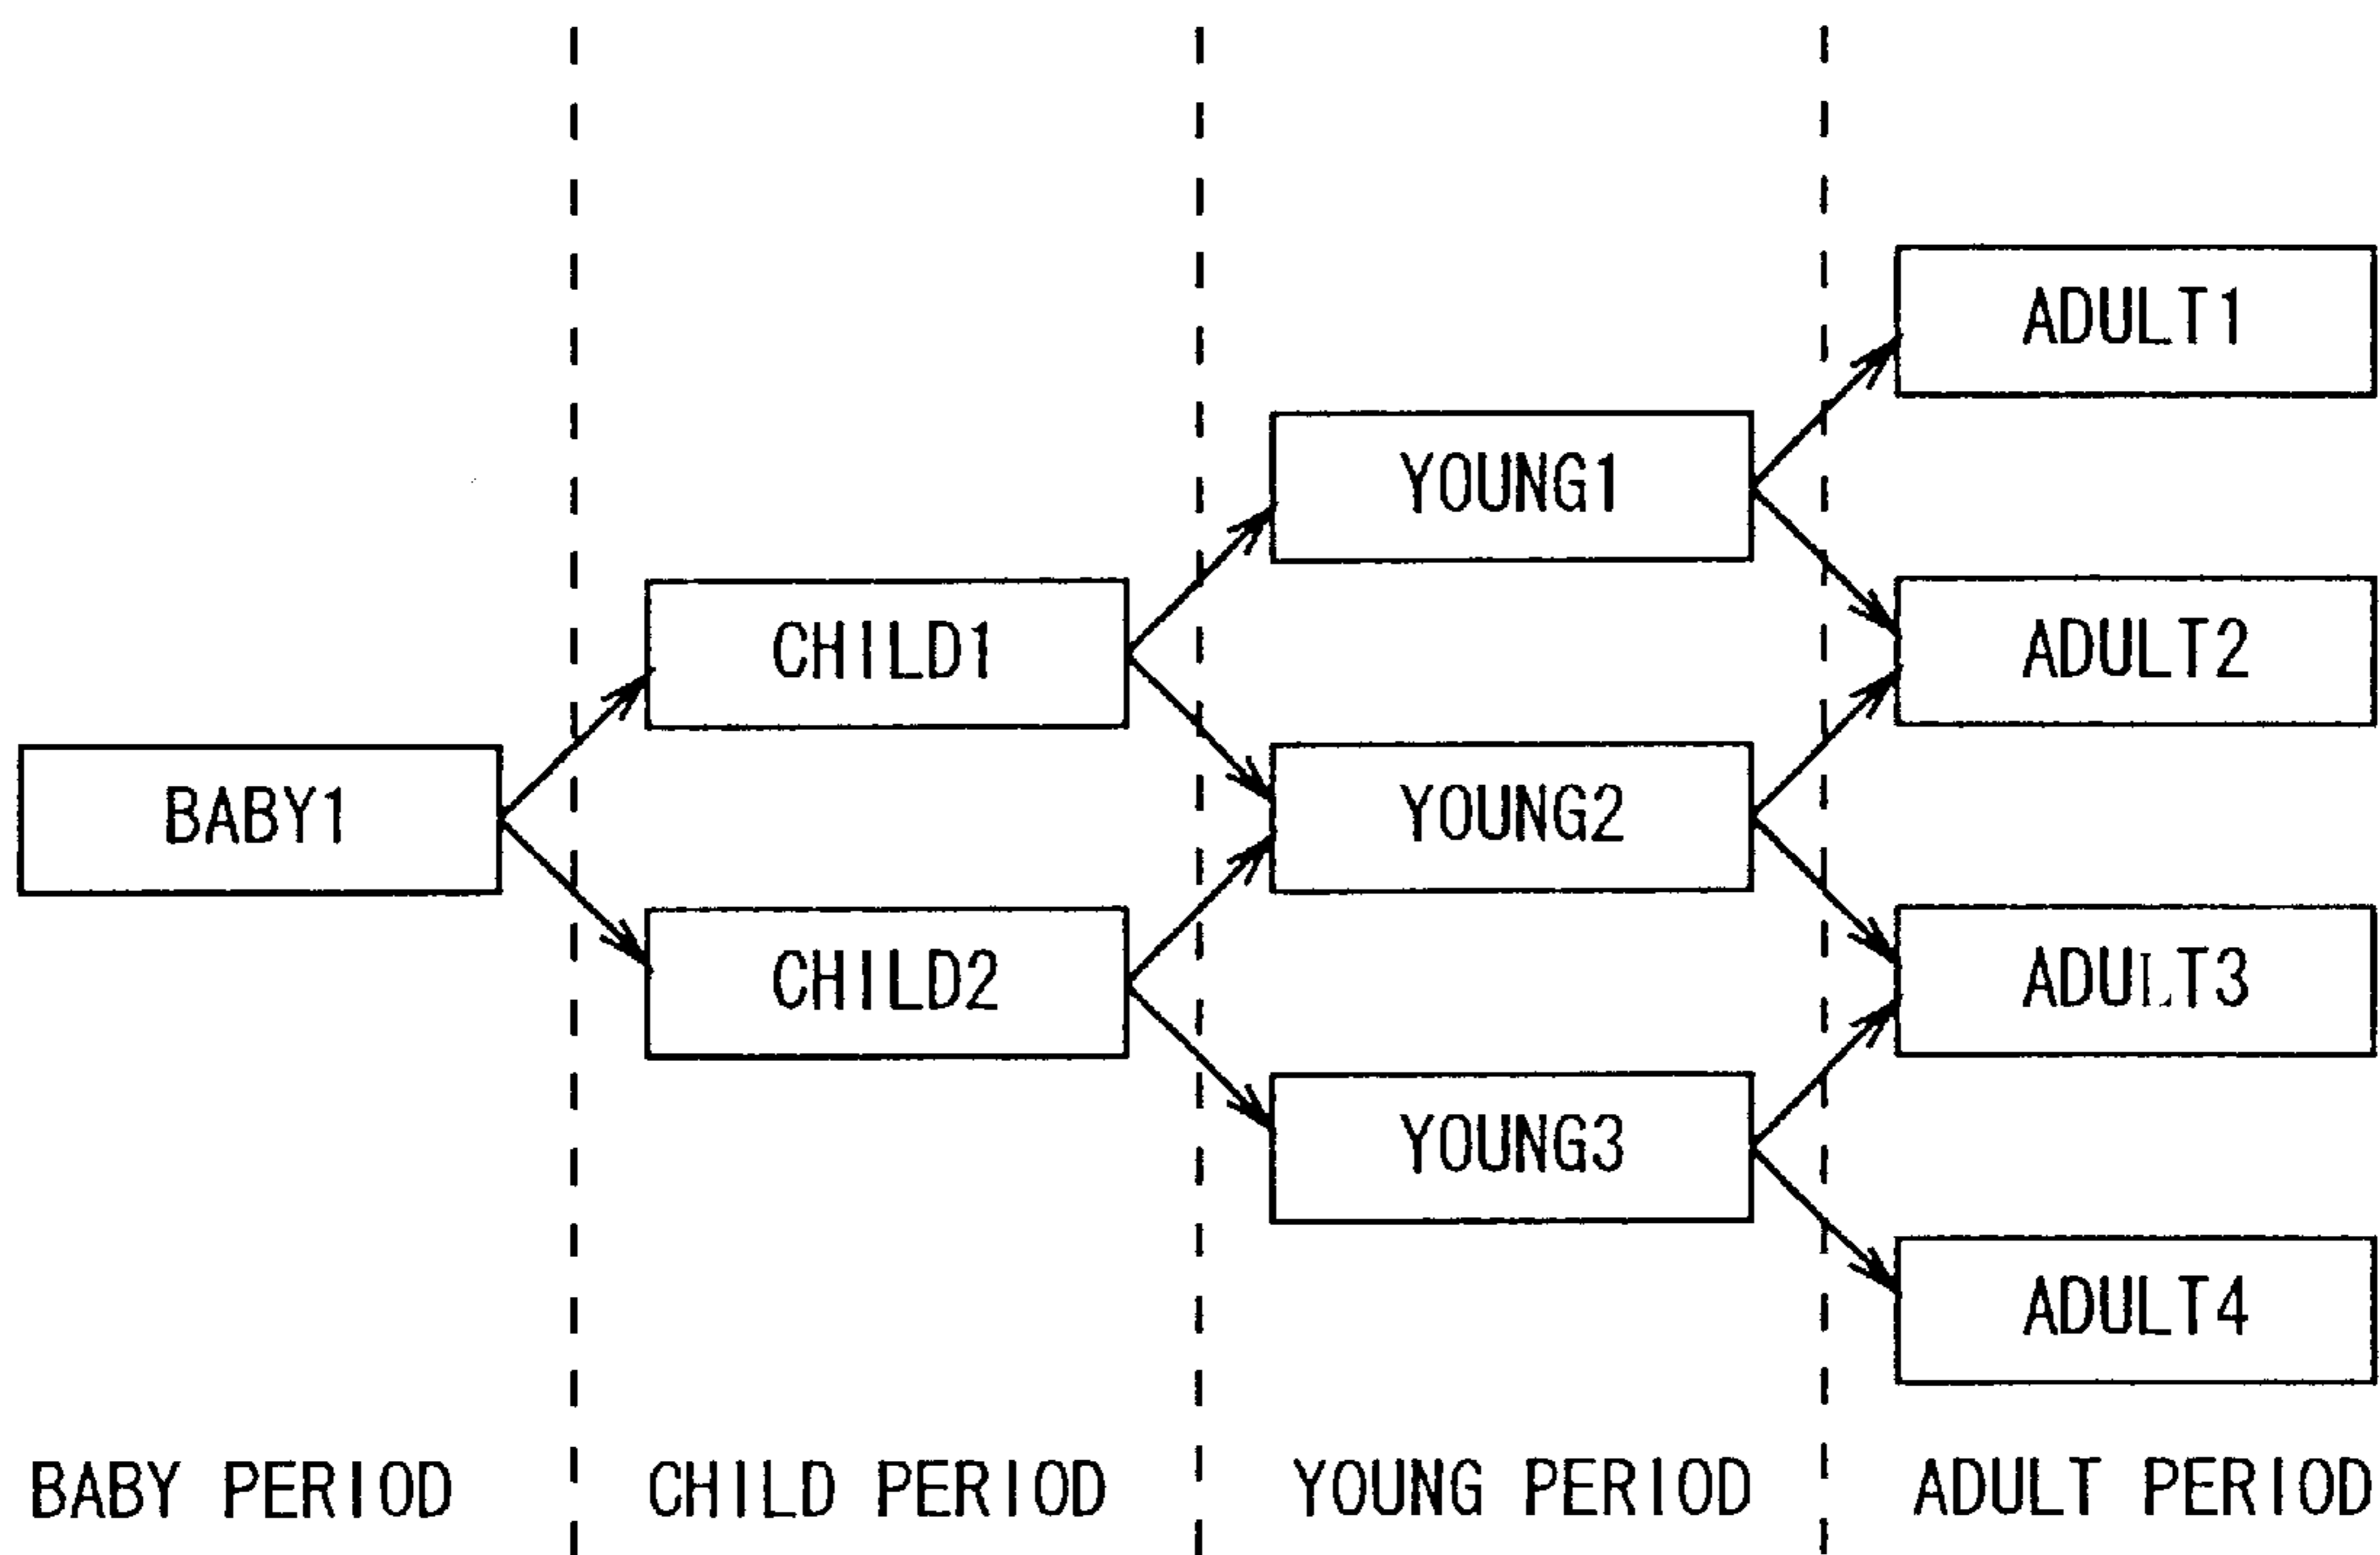 ADULT1
YOUNG1
CHILD1
ADULT2
BABY1
YOUNG2
CHILD2
ADULT3
YOUNG3
ADULT4
BABY PERIOD
CHILD PERIOD
YOUNG PERIOD
ADULT PERIOD